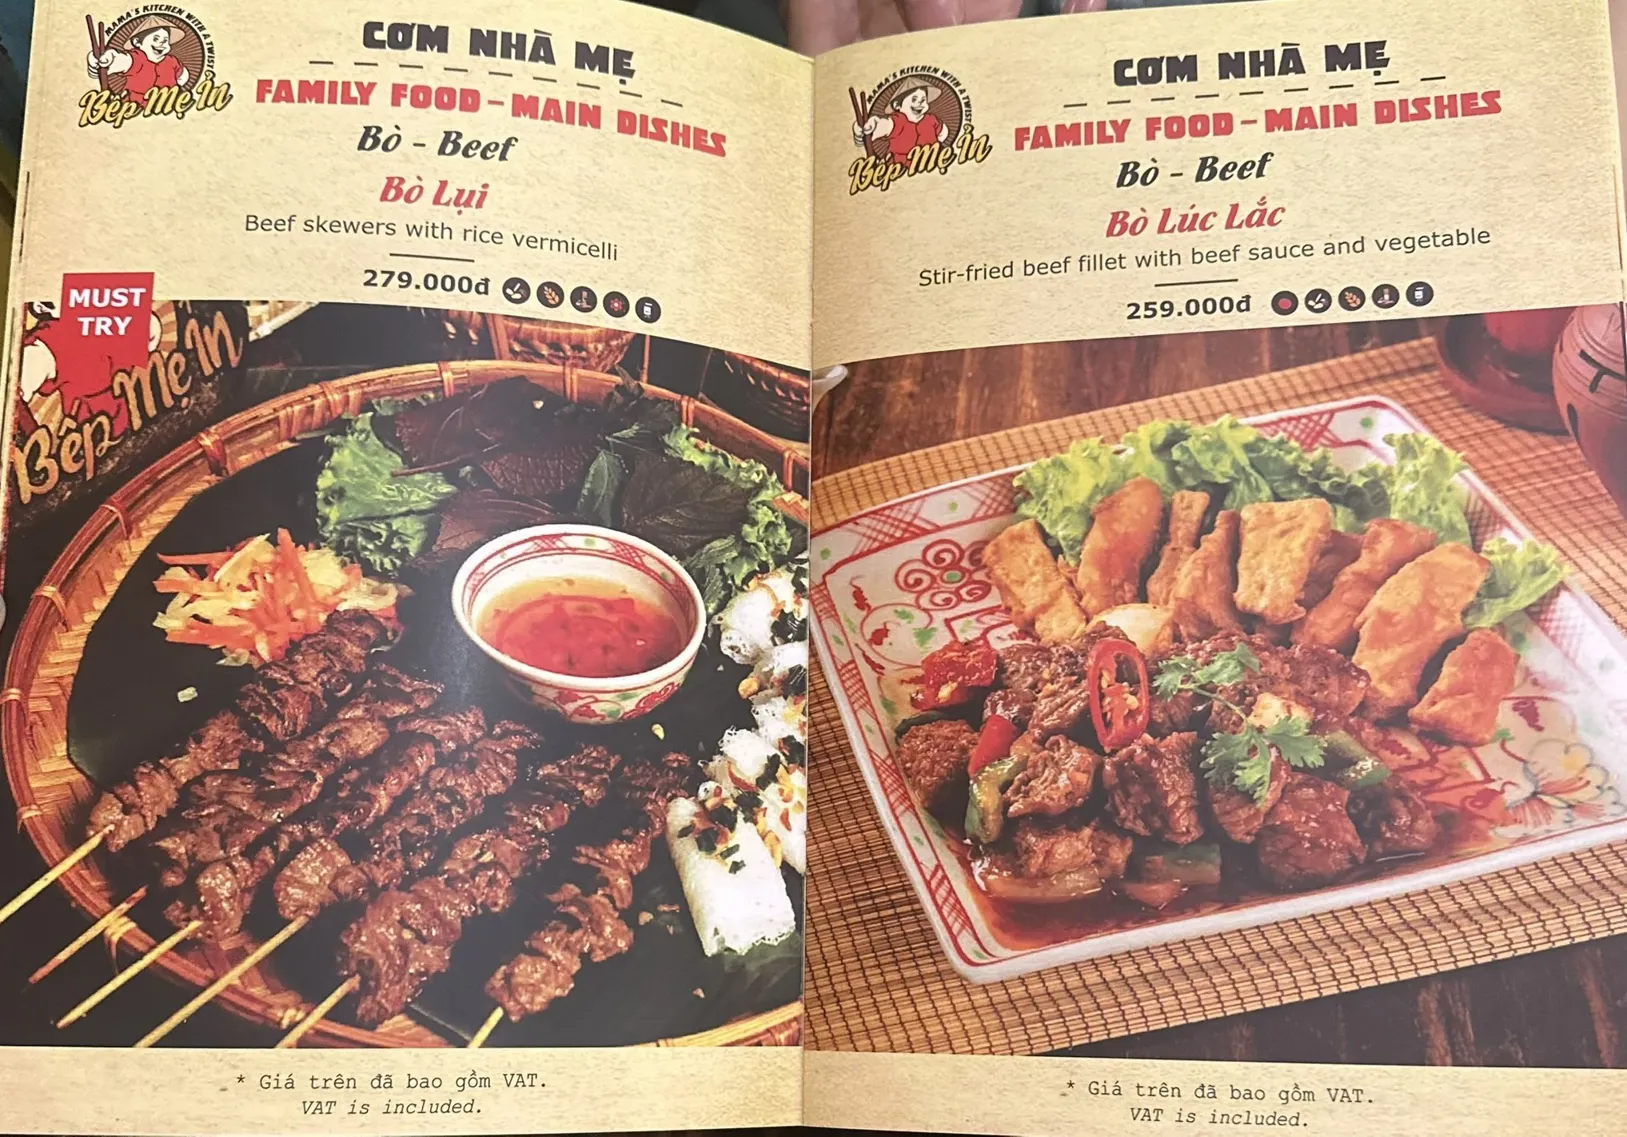 MAMA'S KITCHEN WITH A TWIST
Bếp Mẹ Ỉn
CƠM NHÀ MẸ
FAMILY FOOD - MAIN DISHES
Bò - Beef
Bò Lụi
Beef skewers with rice vermicelli
279.000đ
MUST
TRY
Bếp Mẹ Ỉn
* Giá trên đã bao gồm VAT.
VAT is included.
MAMA'S KITCHEN WITH A TWIST
Bếp Mẹ Ỉn
CƠM NHÀ MẸ
FAMILY FOOD - MAIN DISHES
Bò - Beef
Bò Lúc Lắc
Stir-fried beef fillet with beef sauce and vegetable
259.000đ
* Giá trên đã bao gồm VAT.
VAT is included.